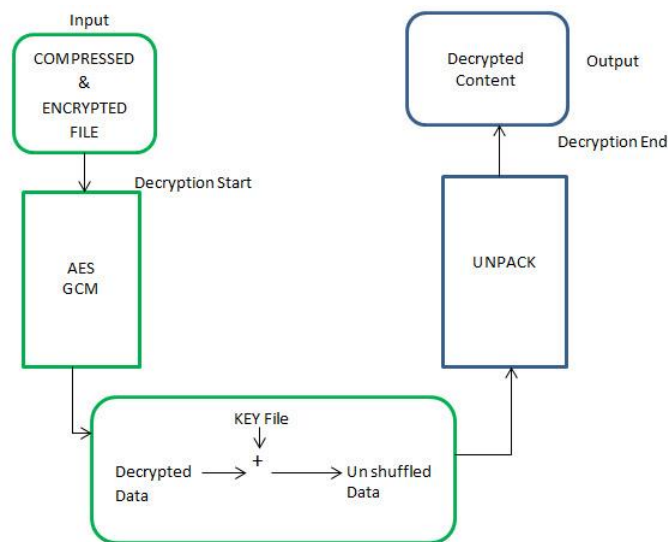 Input
COMPRESSED
&
ENCRYPTED
FILE
Decryption Start
AES
GCM
KEY File
+
Decrypted
Data
Un shuffled
Data
UNPACK
Decryption End
Decrypted
Content
Output